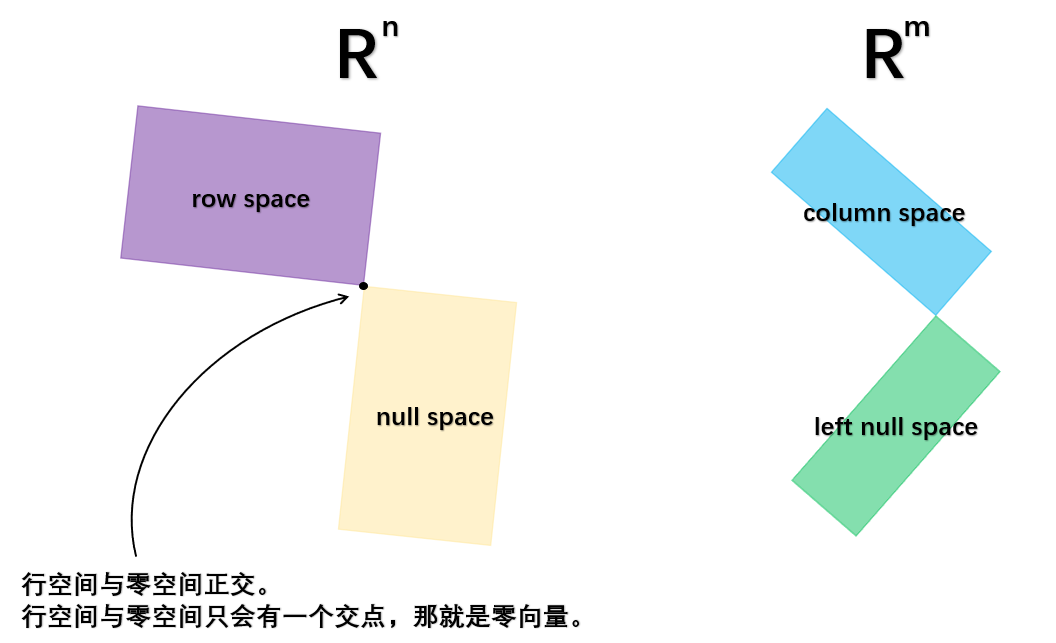 Rⁿ
Rᵐ
row space
column space
null space
left null space
行空间与零空间正交。
行空间与零空间只会有一个交点，那就是零向量。